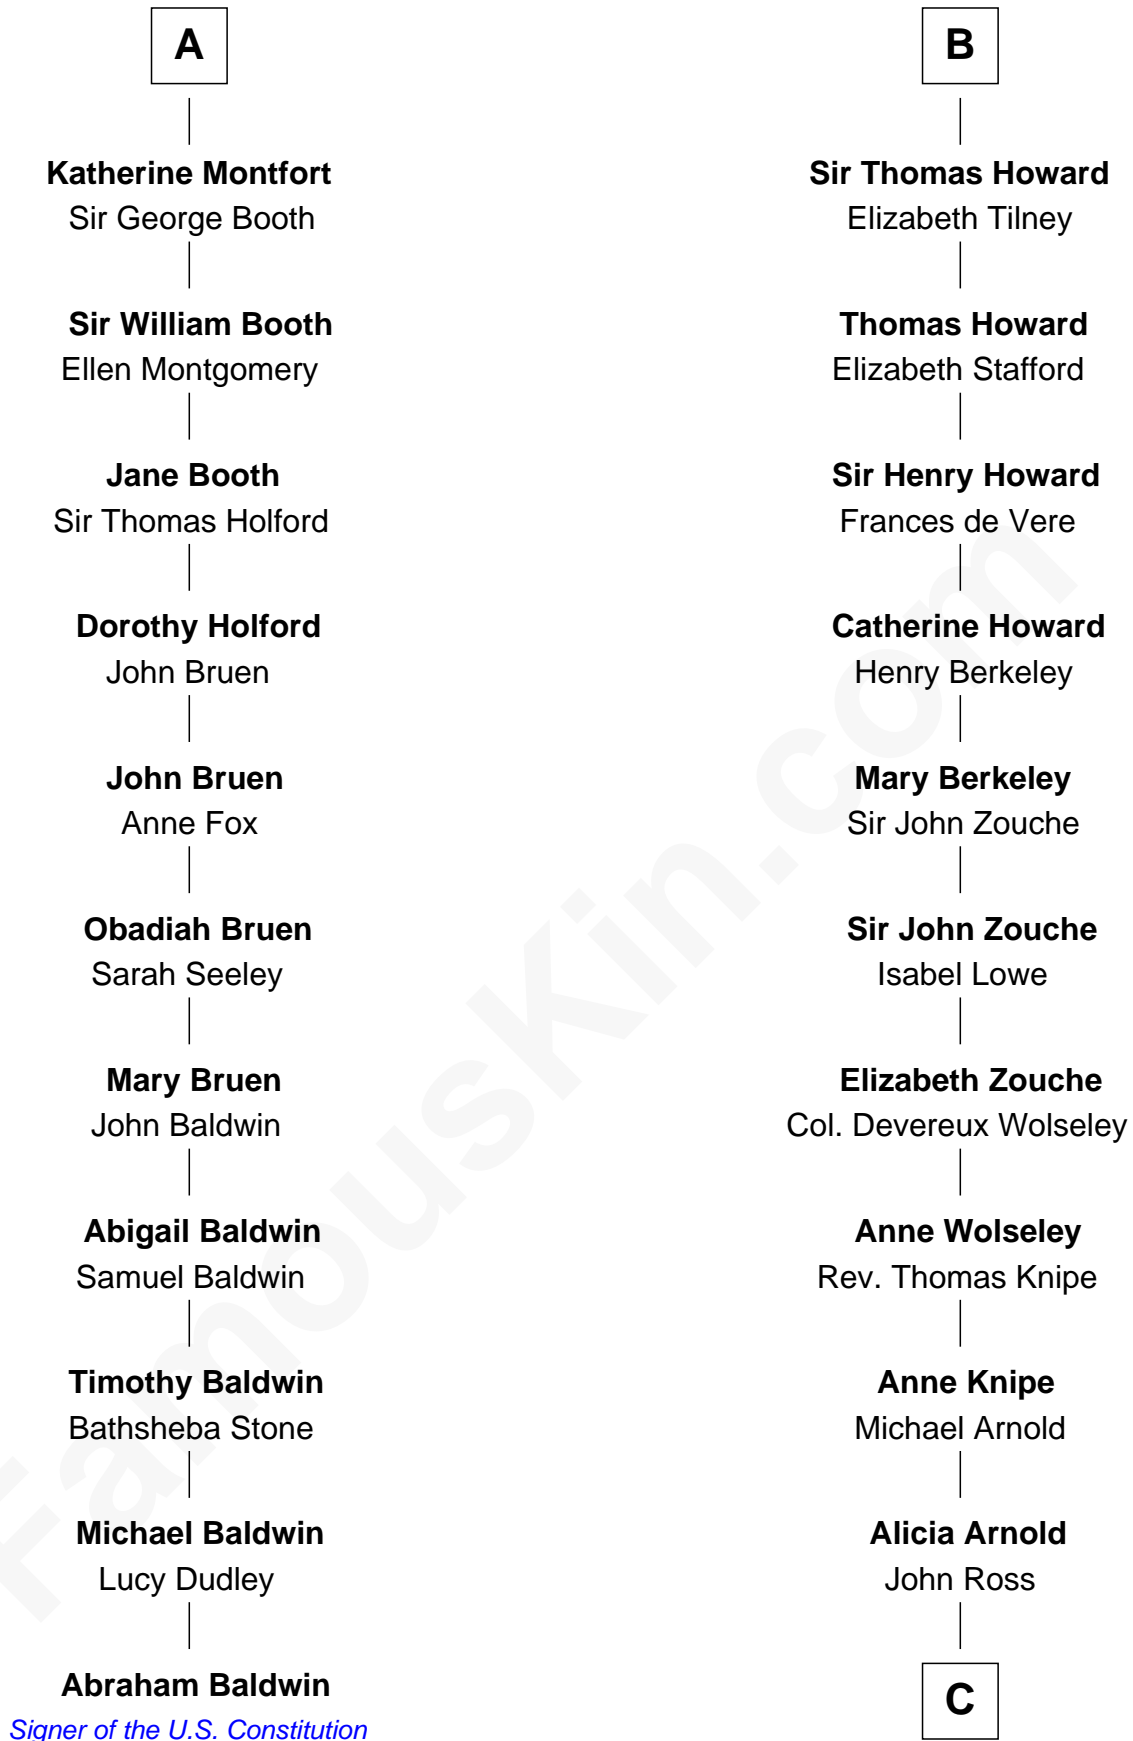 A
Katherine Montfort
Sir George Booth
Sir William Booth
Ellen Montgomery
Jane Booth
Sir Thomas Holford
Dorothy Holford
John Bruen
John Bruen
Anne Fox
Obadiah Bruen
Sarah Seeley
Mary Bruen
John Baldwin
Abigail Baldwin
Samuel Baldwin
Timothy Baldwin
Bathsheba Stone
Michael Baldwin
Lucy Dudley
Abraham Baldwin
Signer of the U.S. Constitution
B
Sir Thomas Howard
Elizabeth Tilney
Thomas Howard
Elizabeth Stafford
Sir Henry Howard
Frances de Vere
Catherine Howard
Henry Berkeley
Mary Berkeley
Sir John Zouche
Sir John Zouche
Isabel Lowe
Elizabeth Zouche
Col. Devereux Wolseley
Anne Wolseley
Rev. Thomas Knipe
Anne Knipe
Michael Arnold
Alicia Arnold
John Ross
C
FamousKin.com